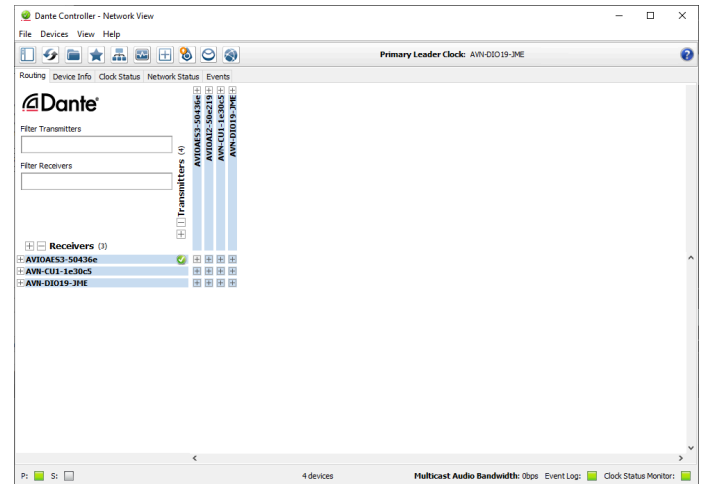 Dante Controller - Network View
File Devices View Help
Primary Leader Clock: AVN-DIO19-JME
Routing Device Info Clock Status Network Status Events
Dante
Filter Transmitters
Filter Receivers
Transmitters (4)
AVIOAES3-50436e
AVIOAI2-50e219
AVN-CU1-1e30c5
AVN-DIO19-JME
Receivers (3)
AVIOAES3-50436e
AVN-CU1-1e30c5
AVN-DIO19-JME
P: S: 4 devices Multicast Audio Bandwidth: 0bps Event Log: Clock Status Monitor: